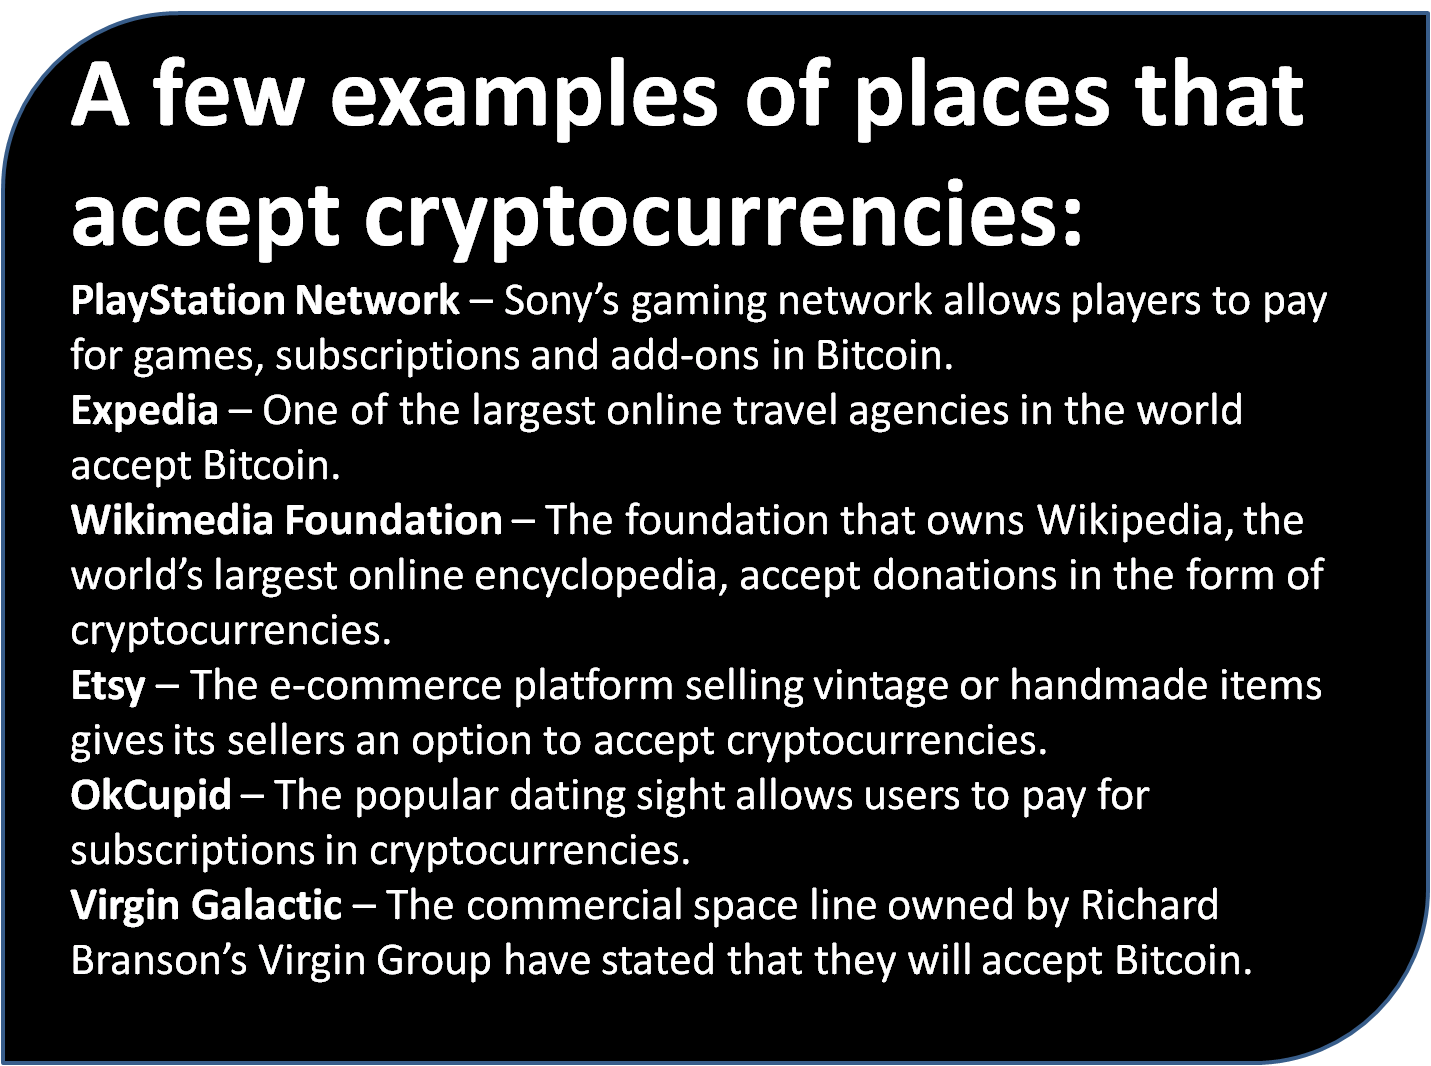 A few examples of places that
accept cryptocurrencies:
PlayStation Network – Sony’s gaming network allows players to pay
for games, subscriptions and add-ons in Bitcoin.
Expedia – One of the largest online travel agencies in the world
accept Bitcoin.
Wikimedia Foundation – The foundation that owns Wikipedia, the
world’s largest online encyclopedia, accept donations in the form of
cryptocurrencies.
Etsy – The e-commerce platform selling vintage or handmade items
gives its sellers an option to accept cryptocurrencies.
OkCupid – The popular dating sight allows users to pay for
subscriptions in cryptocurrencies.
Virgin Galactic – The commercial space line owned by Richard
Branson’s Virgin Group have stated that they will accept Bitcoin.